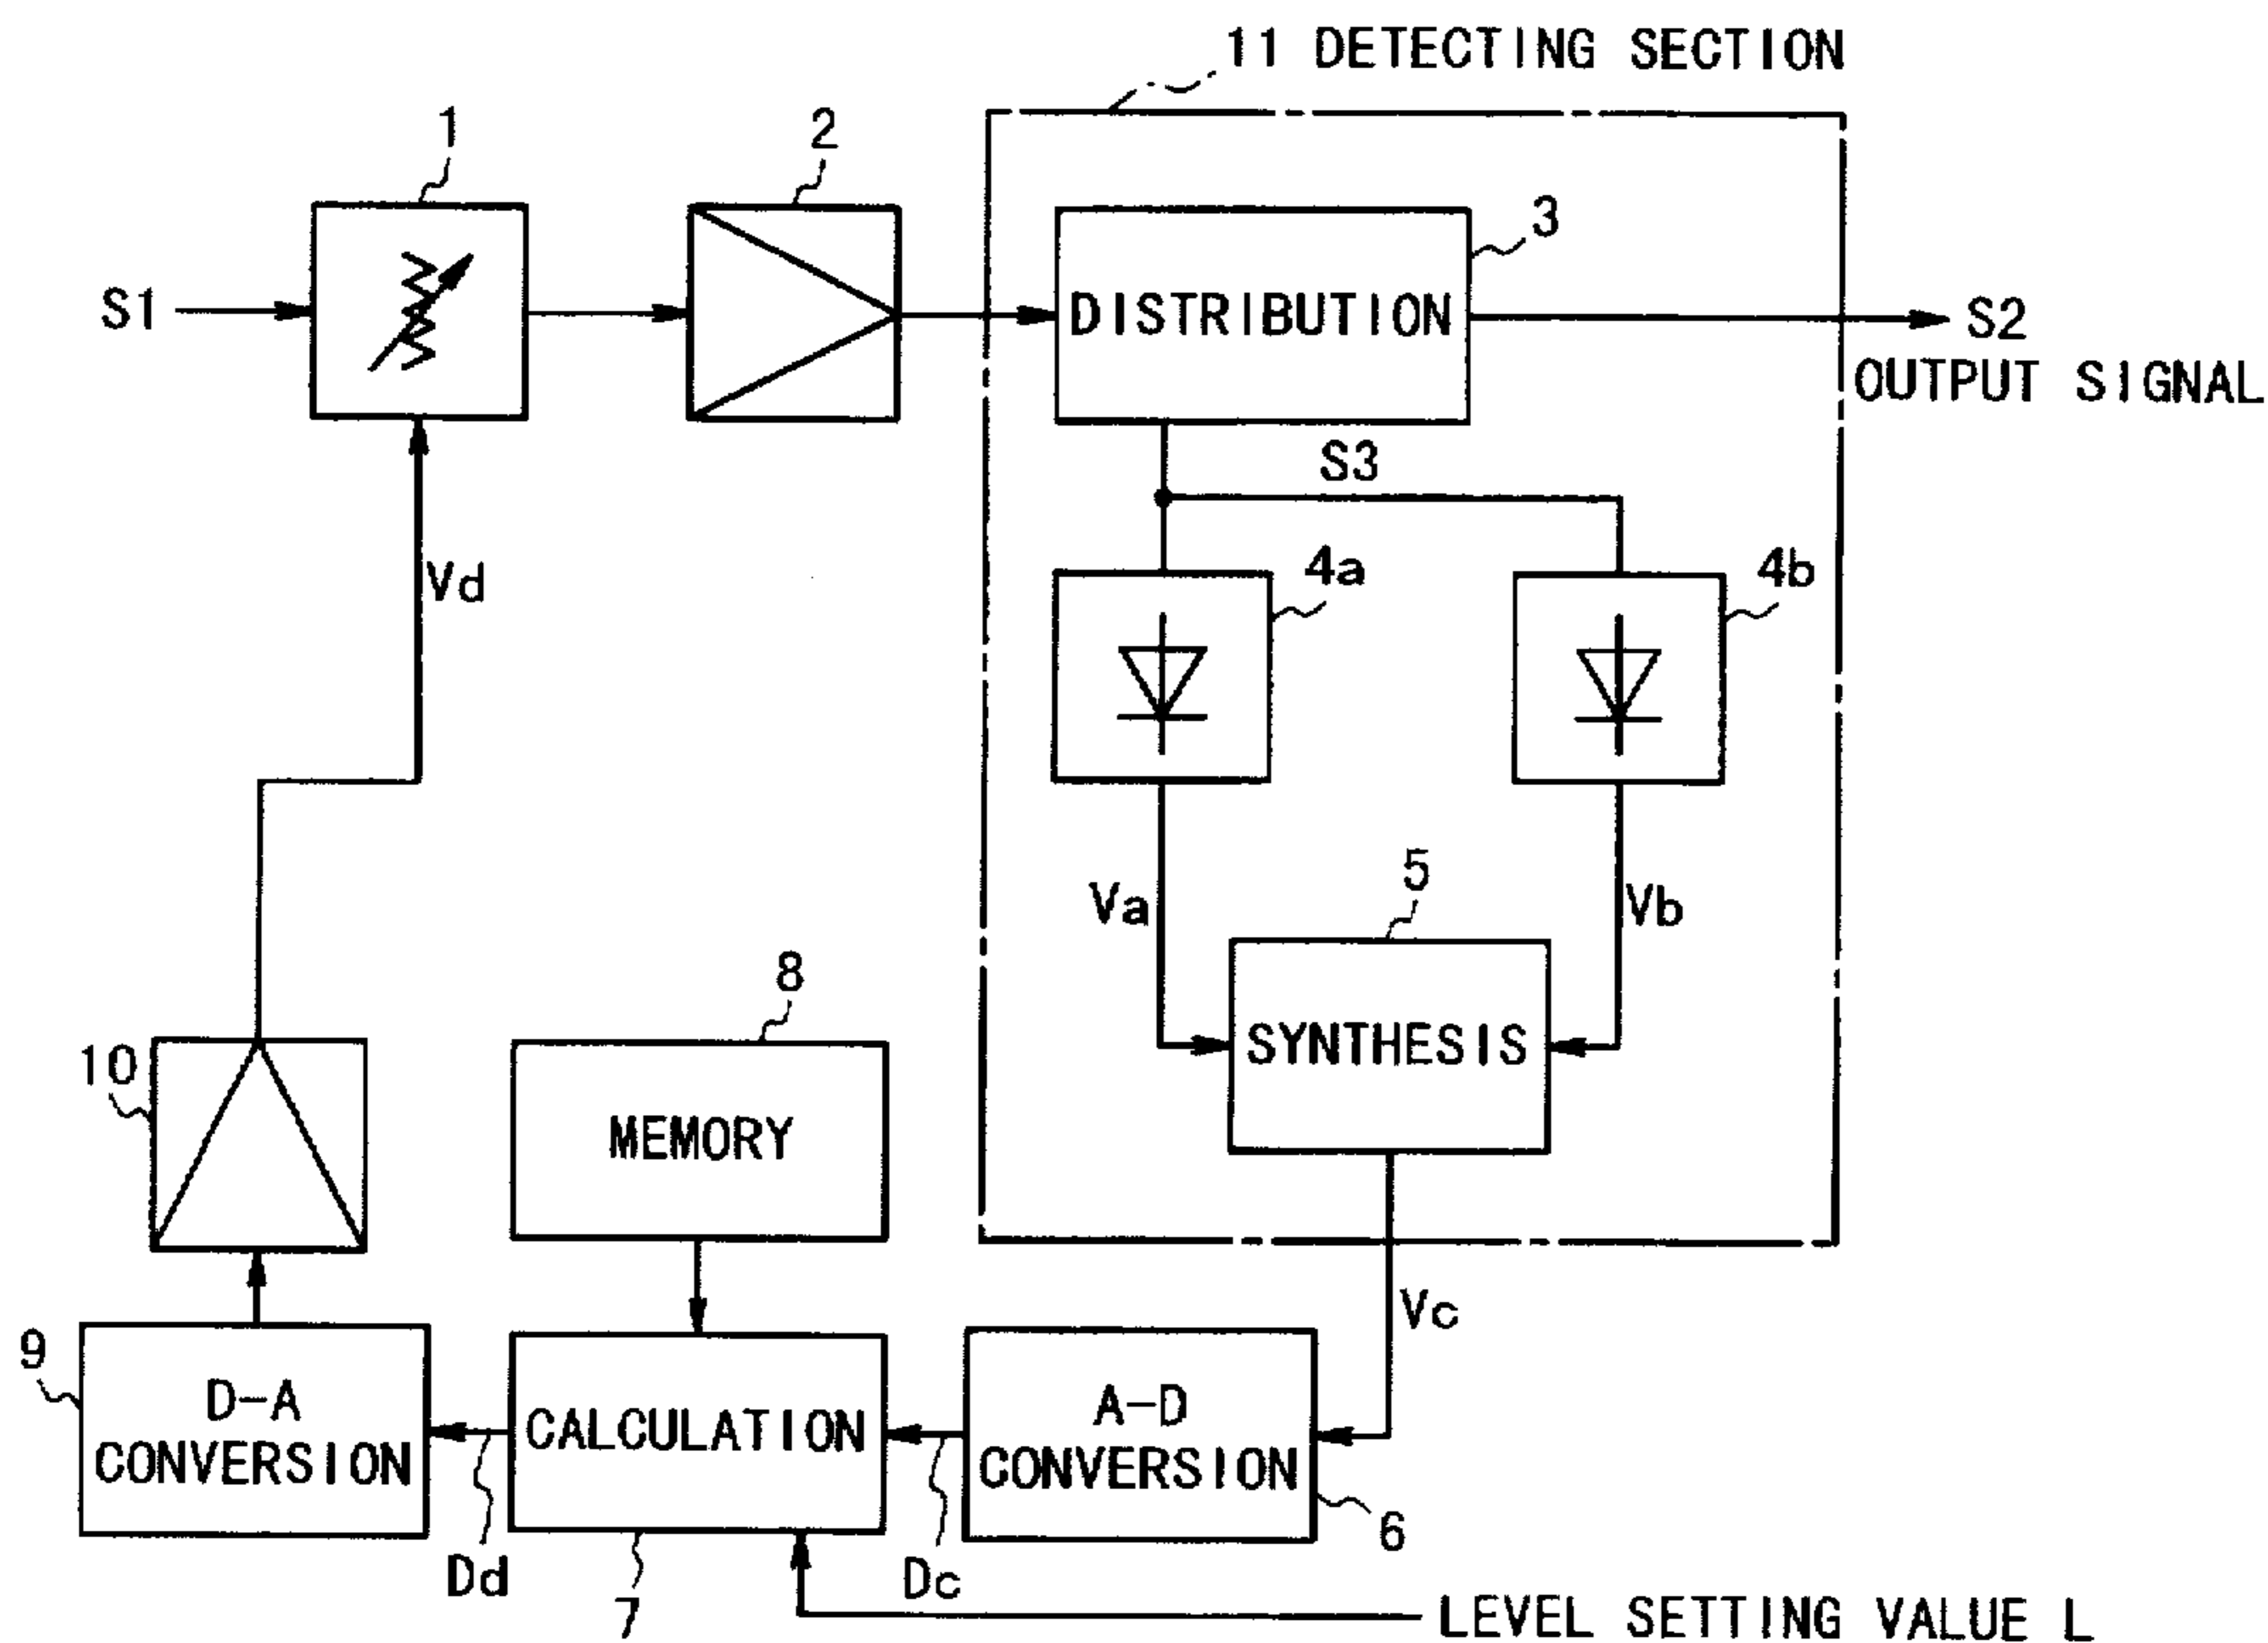 11 DETECTING SECTION
1
2
3
S1
DISTRIBUTION
S2
OUTPUT SIGNAL
S3
4a
4b
Vd
Va
5
Vb
8
SYNTHESIS
10
MEMORY
Vc
9
D-A
CONVERSION
CALCULATION
A-D
CONVERSION
6
Dd
Dc
7
LEVEL SETTING VALUE L